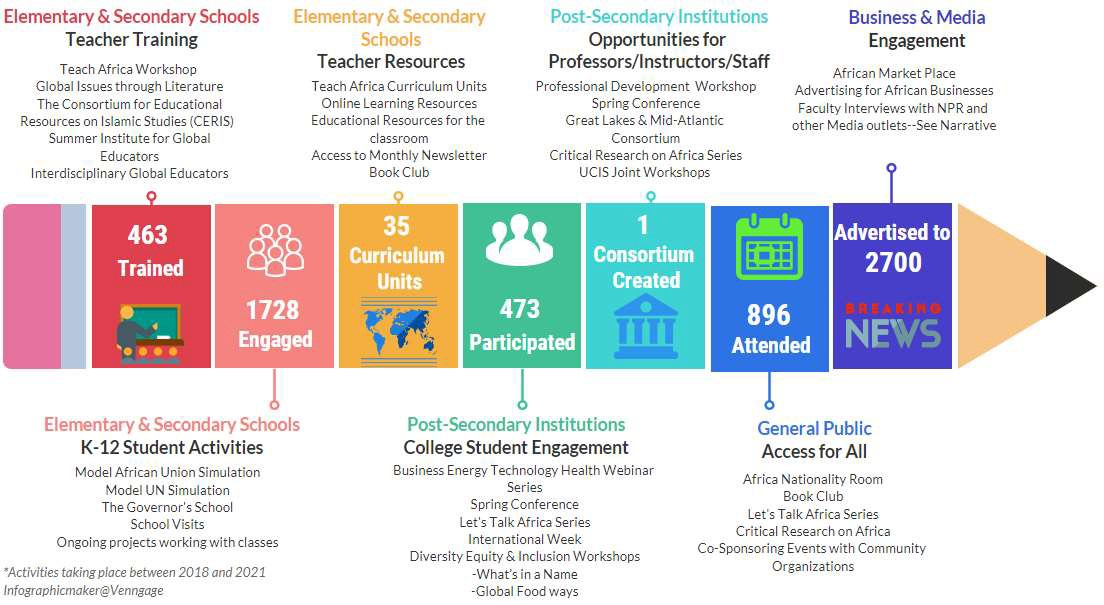 Elementary & Secondary Schools
Teacher Training
Teach Africa Workshop
Global Issues through Literature
The Consortium for Educational
Resources on Islamic Studies (CERIS)
Summer Institute for Global
Educators
Interdisciplinary Global Educators
Elementary & Secondary
Schools
Teacher Resources
Teach Africa Curriculum Units
Online Learning Resources
Educational Resources for the
classroom
Access to Monthly Newsletter
Book Club
Post-Secondary Institutions
Opportunities for
Professors/Instructors/Staff
Professional Development Workshop
Spring Conference
Great Lakes & Mid-Atlantic
Consortium
Critical Research on Africa Series
UCIS Joint Workshops
Business & Media
Engagement
African Market Place
Advertising for African Businesses
Faculty Interviews with NPR and
other Media outlets--See Narrative
463
Trained
1728
Engaged
35
Curriculum
Units
473
Participated
1
Consortium
Created
896
Attended
Advertised to
2700
BREAKING
NEWS
Elementary & Secondary Schools
K-12 Student Activities
Model African Union Simulation
Model UN Simulation
The Governor's School
School Visits
Ongoing projects working with classes
Post-Secondary Institutions
College Student Engagement
Business Energy Technology Health Webinar
Series
Spring Conference
Let's Talk Africa Series
International Week
Diversity Equity & Inclusion Workshops
-What's in a Name
-Global Food ways
General Public
Access for All
Africa Nationality Room
Book Club
Let's Talk Africa Series
Critical Research on Africa
Co-Sponsoring Events with Community
Organizations
*Activities taking place between 2018 and 2021
Infographicmaker@Venngage